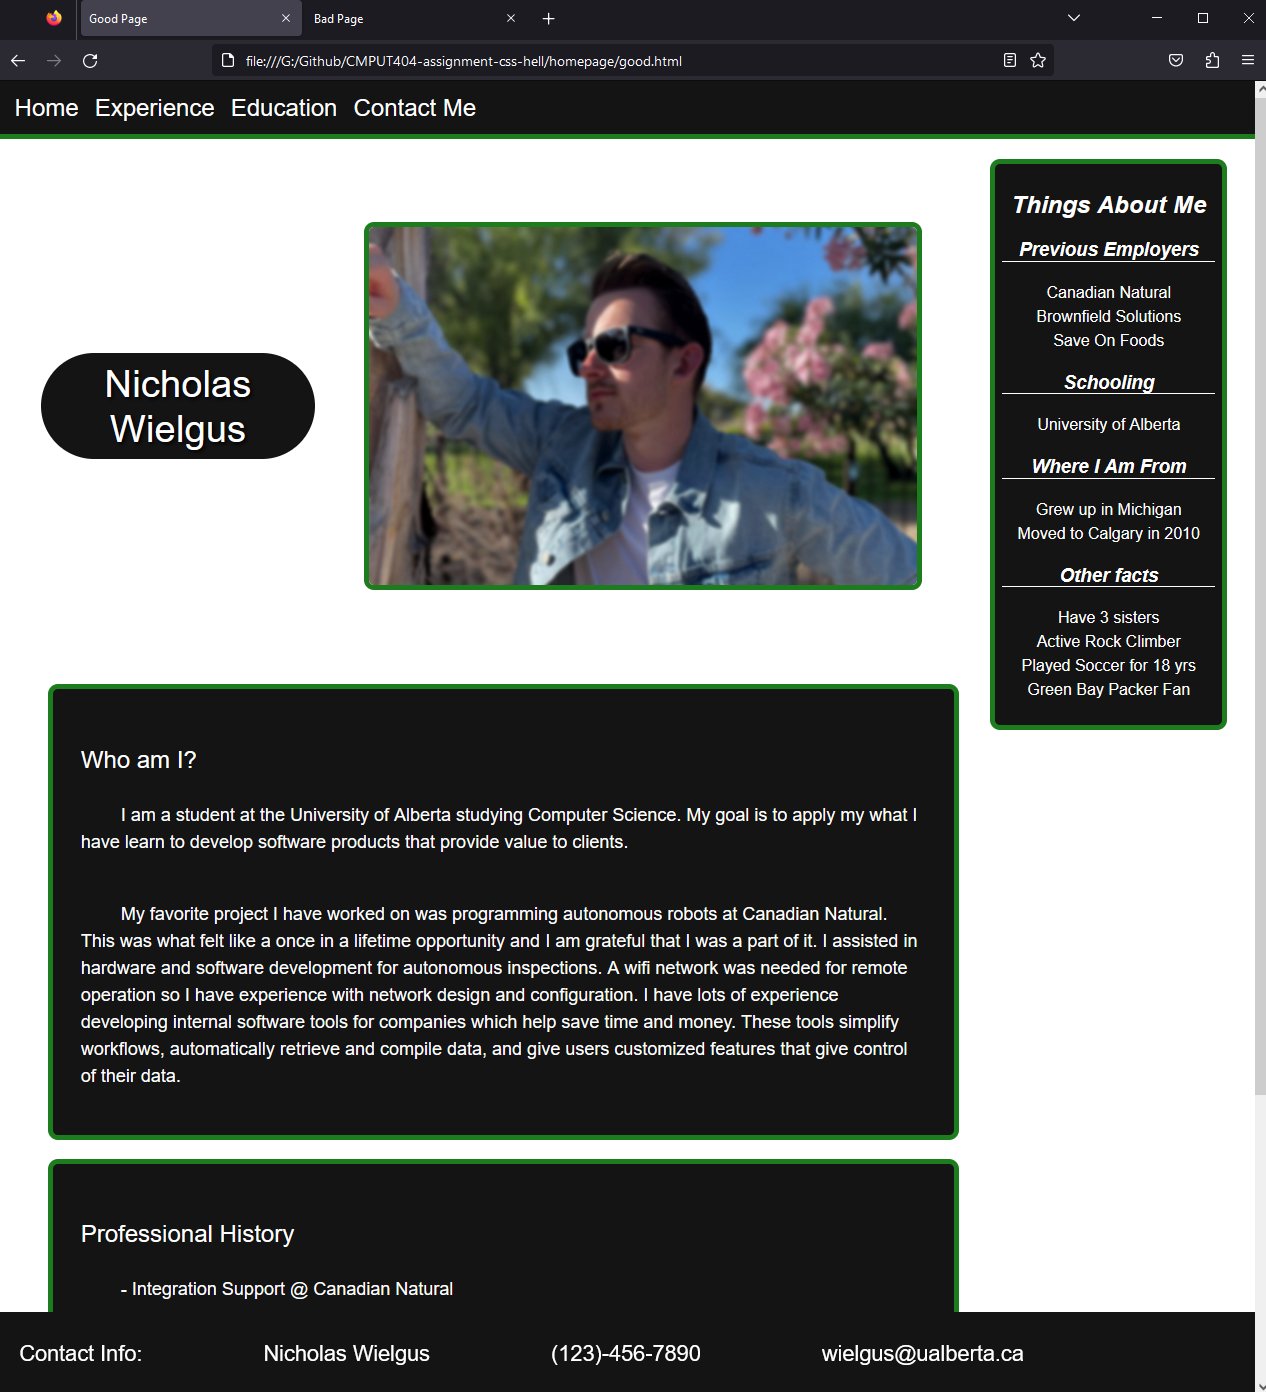 Good Page
Bad Page
file:///G:/Github/CMPUT404-assignment-css-hell/homepage/good.html
Home Experience Education Contact Me
Nicholas
Wielgus
Things About Me
Previous Employers
Canadian Natural
Brownfield Solutions
Save On Foods
Schooling
University of Alberta
Where I Am From
Grew up in Michigan
Moved to Calgary in 2010
Other facts
Have 3 sisters
Active Rock Climber
Played Soccer for 18 yrs
Green Bay Packer Fan
Who am I?
I am a student at the University of Alberta studying Computer Science. My goal is to apply my what I
have learn to develop software products that provide value to clients.
My favorite project I have worked on was programming autonomous robots at Canadian Natural.
This was what felt like a once in a lifetime opportunity and I am grateful that I was a part of it. I assisted in
hardware and software development for autonomous inspections. A wifi network was needed for remote
operation so I have experience with network design and configuration. I have lots of experience
developing internal software tools for companies which help save time and money. These tools simplify
workflows, automatically retrieve and compile data, and give users customized features that give control
of their data.
Professional History
- Integration Support @ Canadian Natural
Contact Info: Nicholas Wielgus (123)-456-7890 wielgus@ualberta.ca